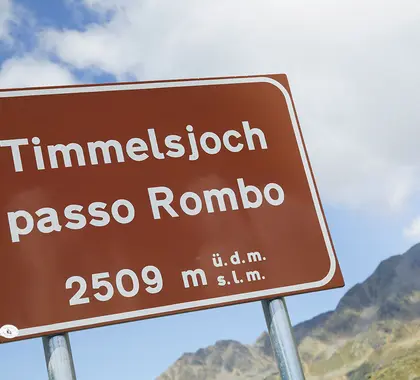 Timmelsjoch
passo Rombo
2509 m ü.d.m.
s.l.m.